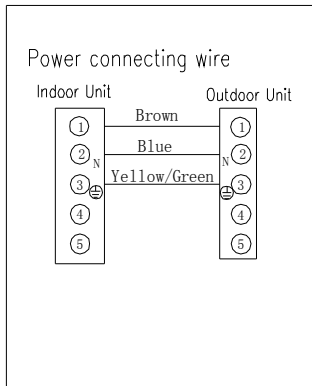 Power connecting wire
Indoor Unit Outdoor Unit
1 Brown 1
2 N Blue N 2
3 Yellow/Green 3
4 4
5 5